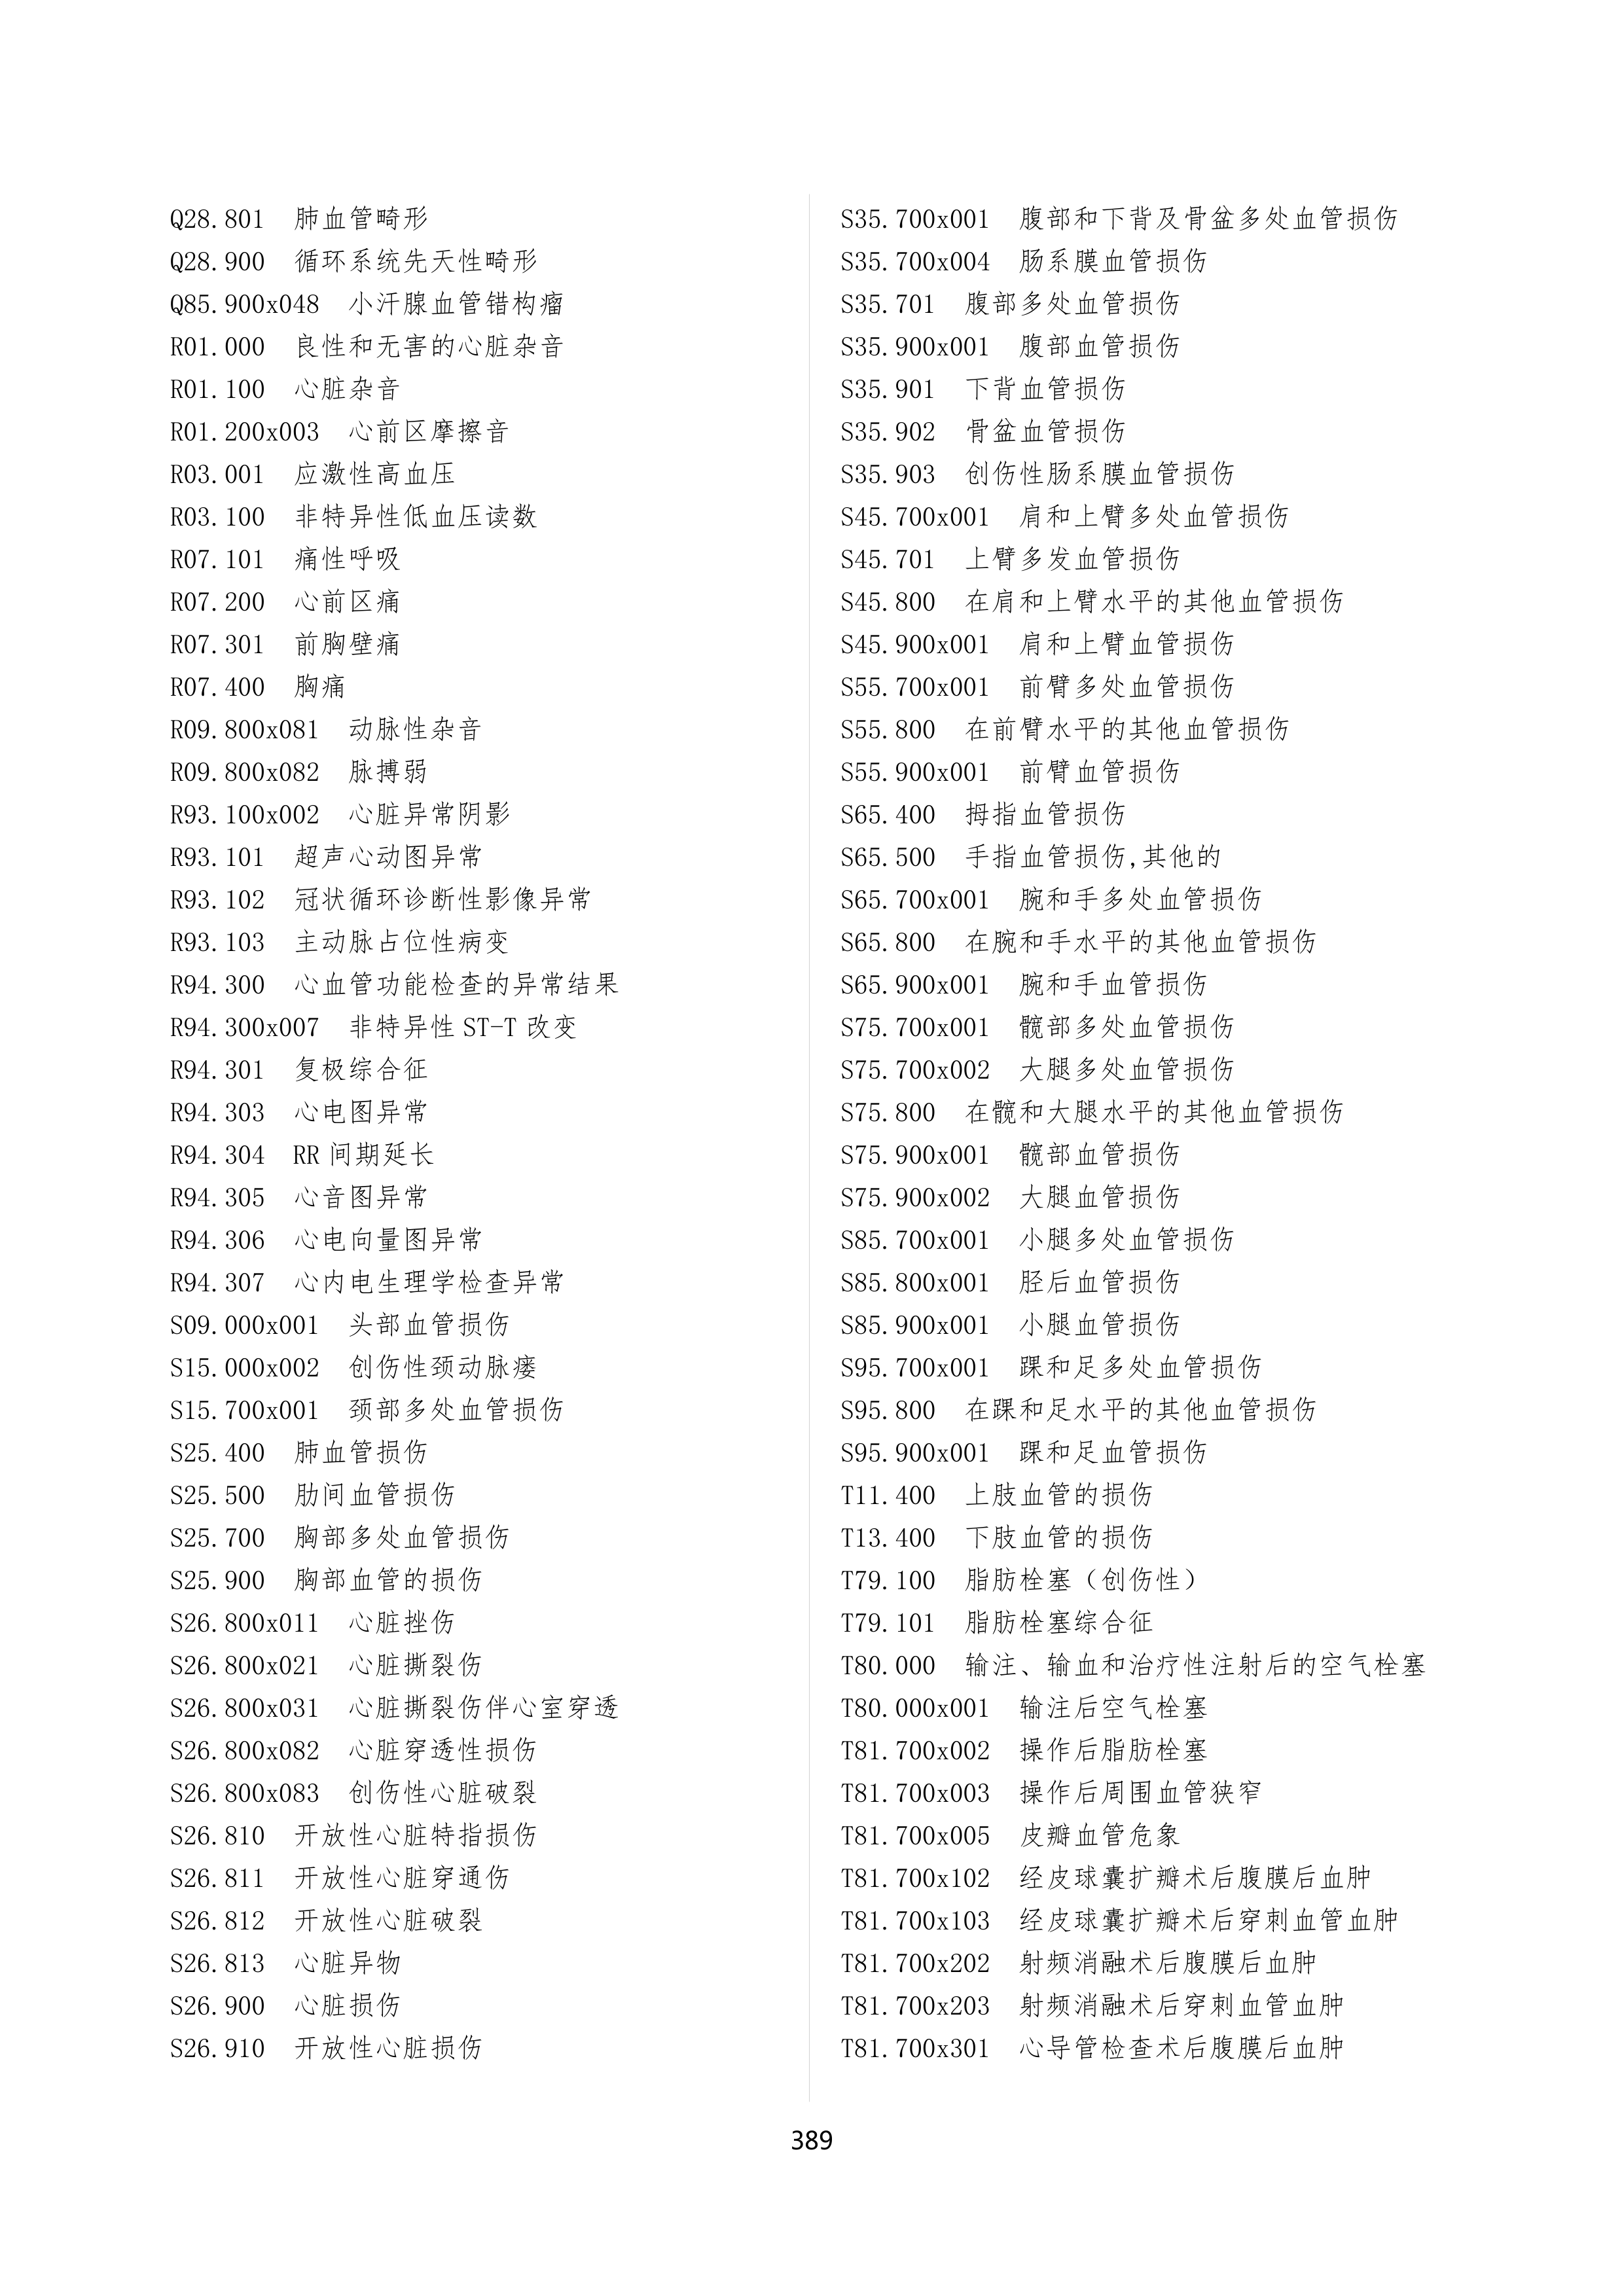 Q28.801 肺血管畸形
Q28.900 循环系统先天性畸形
Q85.900x048 小汗腺血管错构瘤
R01.000 良性和无害的心脏杂音
R01.100 心脏杂音
R01.200x003 心前区摩擦音
R03.001 应激性高血压
R03.100 非特异性低血压读数
R07.101 痛性呼吸
R07.200 心前区痛
R07.301 前胸壁痛
R07.400 胸痛
R09.800x081 动脉性杂音
R09.800x082 脉搏弱
R93.100x002 心脏异常阴影
R93.101 超声心动图异常
R93.102 冠状循环诊断性影像异常
R93.103 主动脉占位性病变
R94.300 心血管功能检查的异常结果
R94.300x007 非特异性 ST-T 改变
R94.301 复极综合征
R94.303 心电图异常
R94.304 RR 间期延长
R94.305 心音图异常
R94.306 心电向量图异常
R94.307 心内电生理学检查异常
S09.000x001 头部血管损伤
S15.000x002 创伤性颈动脉瘘
S15.700x001 颈部多处血管损伤
S25.400 肺血管损伤
S25.500 肋间血管损伤
S25.700 胸部多处血管损伤
S25.900 胸部血管的损伤
S26.800x011 心脏挫伤
S26.800x021 心脏撕裂伤
S26.800x031 心脏撕裂伤伴心室穿透
S26.800x082 心脏穿透性损伤
S26.800x083 创伤性心脏破裂
S26.810 开放性心脏特指损伤
S26.811 开放性心脏穿通伤
S26.812 开放性心脏破裂
S26.813 心脏异物
S26.900 心脏损伤
S26.910 开放性心脏损伤
S35.700x001 腹部和下背及骨盆多处血管损伤
S35.700x004 肠系膜血管损伤
S35.701 腹部多处血管损伤
S35.900x001 腹部血管损伤
S35.901 下背血管损伤
S35.902 骨盆血管损伤
S35.903 创伤性肠系膜血管损伤
S45.700x001 肩和上臂多处血管损伤
S45.701 上臂多发血管损伤
S45.800 在肩和上臂水平的其他血管损伤
S45.900x001 肩和上臂血管损伤
S55.700x001 前臂多处血管损伤
S55.800 在前臂水平的其他血管损伤
S55.900x001 前臂血管损伤
S65.400 拇指血管损伤
S65.500 手指血管损伤,其他的
S65.700x001 腕和手多处血管损伤
S65.800 在腕和手水平的其他血管损伤
S65.900x001 腕和手血管损伤
S75.700x001 髋部多处血管损伤
S75.700x002 大腿多处血管损伤
S75.800 在髋和大腿水平的其他血管损伤
S75.900x001 髋部血管损伤
S75.900x002 大腿血管损伤
S85.700x001 小腿多处血管损伤
S85.800x001 胫后血管损伤
S85.900x001 小腿血管损伤
S95.700x001 踝和足多处血管损伤
S95.800 在踝和足水平的其他血管损伤
S95.900x001 踝和足血管损伤
T11.400 上肢血管的损伤
T13.400 下肢血管的损伤
T79.100 脂肪栓塞（创伤性）
T79.101 脂肪栓塞综合征
T80.000 输注、输血和治疗性注射后的空气栓塞
T80.000x001 输注后空气栓塞
T81.700x002 操作后脂肪栓塞
T81.700x003 操作后周围血管狭窄
T81.700x005 皮瓣血管危象
T81.700x102 经皮球囊扩瓣术后腹膜后血肿
T81.700x103 经皮球囊扩瓣术后穿刺血管血肿
T81.700x202 射频消融术后腹膜后血肿
T81.700x203 射频消融术后穿刺血管血肿
T81.700x301 心导管检查术后腹膜后血肿
389